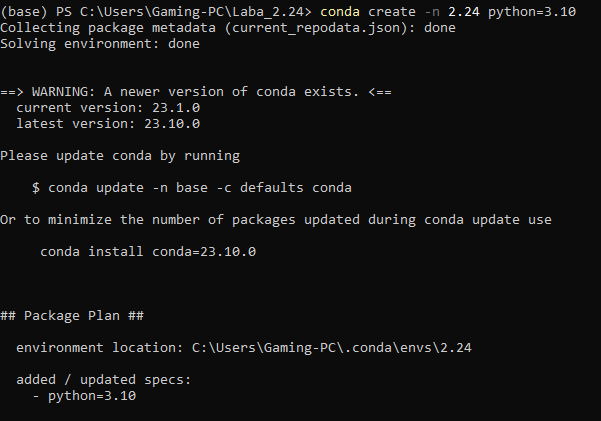 (base) PS C:\Users\Gaming-PC\Laba_2.24> conda create -n 2.24 python=3.10
Collecting package metadata (current_repodata.json): done
Solving environment: done
==> WARNING: A newer version of conda exists. <==
  current version: 23.1.0
  latest version: 23.10.0
Please update conda by running
    $ conda update -n base -c defaults conda
Or to minimize the number of packages updated during conda update use
     conda install conda=23.10.0
## Package Plan ##
  environment location: C:\Users\Gaming-PC\.conda\envs\2.24
  added / updated specs:
    - python=3.10